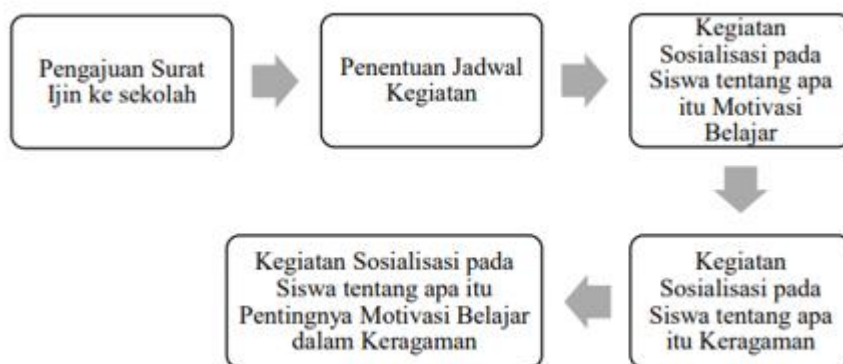 Pengajuan Surat
Ijin ke sekolah
Penentuan Jadwal
Kegiatan
Kegiatan
Sosialisasi pada
Siswa tentang apa
itu Motivasi
Belajar
Kegiatan
Sosialisasi pada
Siswa tentang apa
itu Keragaman
Kegiatan Sosialisasi pada
Siswa tentang apa itu
Pentingnya Motivasi Belajar
dalam Keragaman